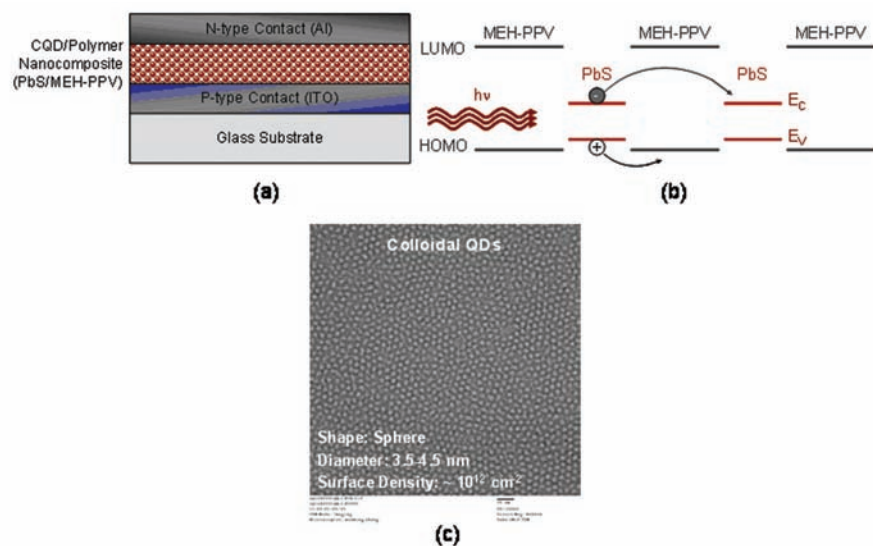 N-type Contact (Al)
CQD/Polymer
Nanocomposite
(PbS/MEH-PPV)
P-type Contact (ITO)
Glass Substrate
(a)
MEH-PPV MEH-PPV MEH-PPV
LUMO
PbS PbS
hν
-
E_C
E_V
HOMO
+
(b)
Colloidal QDs
Shape: Sphere
Diameter: 3.5-4.5 nm
Surface Density: ~ 10¹² cm⁻²
(c)